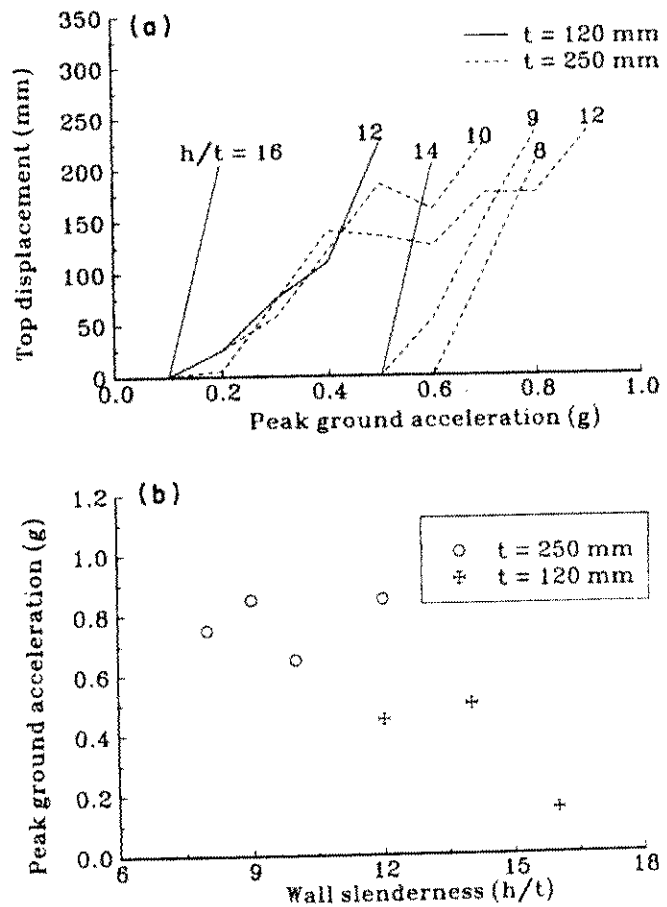 (a)
t = 120 mm
t = 250 mm
350
300
250
200
150
100
50
0
Top displacement (mm)
h/t = 16
12
14
10
9
8
12
0.0
0.2
0.4
0.6
0.8
1.0
Peak ground acceleration (g)
(b)
t = 250 mm
t = 120 mm
1.2
1.0
0.8
0.6
0.4
0.2
0.0
Peak ground acceleration (g)
6
9
12
15
18
Wall slenderness (h/t)